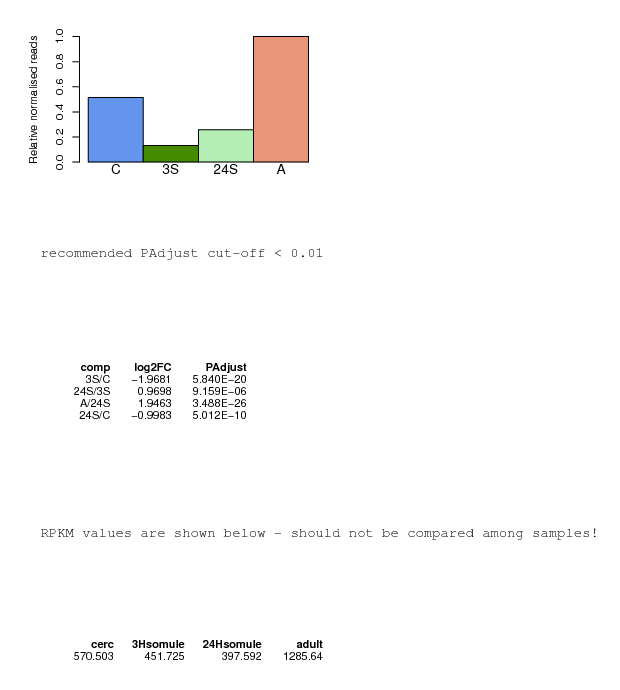 Relative normalised reads
1.0
0.8
0.6
0.4
0.2
0.0
C 3S 24S A
recommended PAdjust cut-off < 0.01
comp log2FC PAdjust
3S/C −1.9681 5.840E−20
24S/3S 0.9698 9.159E−06
A/24S 1.9463 3.488E−26
24S/C −0.9983 5.012E−10
RPKM values are shown below - should not be compared among samples!
cerc 3Hsomule 24Hsomule adult
570.503 451.725 397.592 1285.64